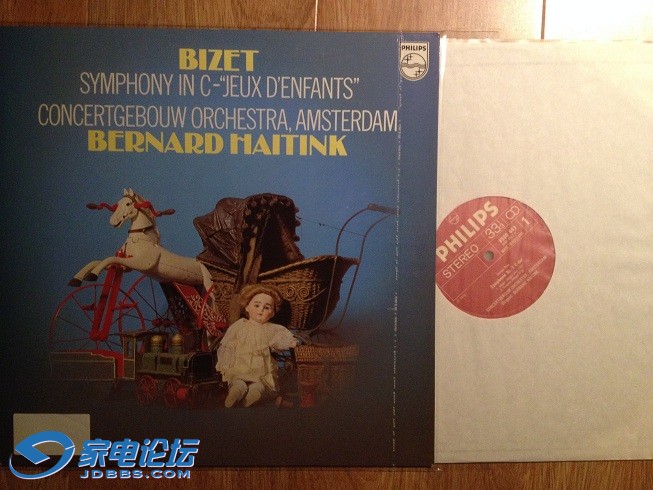 BIZET
SYMPHONY IN C-"JEUX D'ENFANTS"
CONCERTGEBOUW ORCHESTRA, AMSTERDAM
BERNARD HAITINK
PHILIPS
PHILIPS
STEREO
33⅓
1
家电论坛
JDBBS.COM